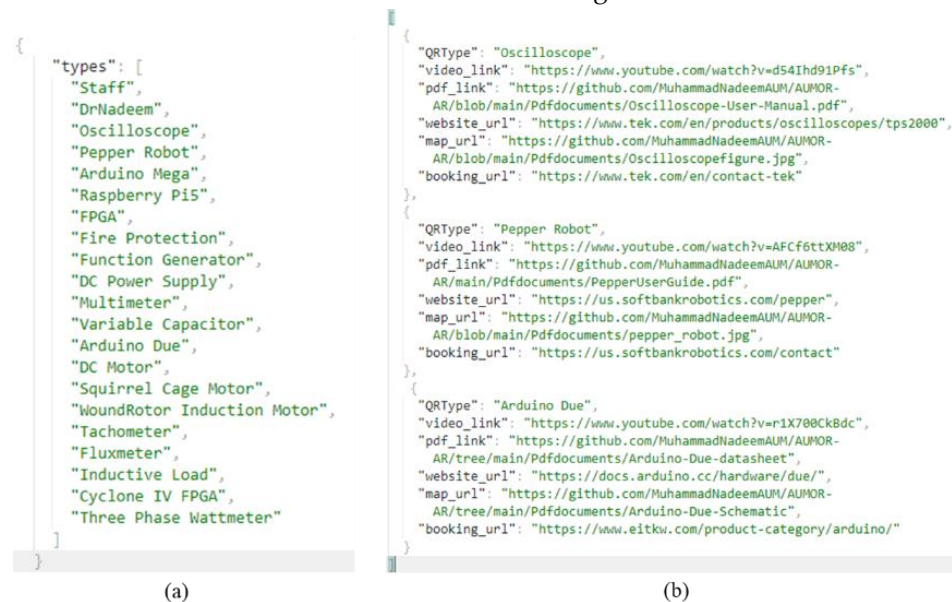 {
"types": [
"Staff",
"DrNadeem",
"Oscilloscope",
"Pepper Robot",
"Arduino Mega",
"Raspberry Pi5",
"FPGA",
"Fire Protection",
"Function Generator",
"DC Power Supply",
"Multimeter",
"Variable Capacitor",
"Arduino Due",
"DC Motor",
"Squirrel Cage Motor",
"WoundRotor Induction Motor",
"Tachometer",
"Fluxmeter",
"Inductive Load",
"Cyclone IV FPGA",
"Three Phase Wattmeter"
]
}
(a)
[
{
"QRType": "Oscilloscope",
"video_link": "https://www.youtube.com/watch?v=d54Ihd91Pfs",
"pdf_link": "https://github.com/MuhammadNadeemAUM/AUMOR-
AR/blob/main/Pdfdocuments/Oscilloscope-User-Manual.pdf",
"website_url": "https://www.tek.com/en/products/oscilloscopes/tps2000",
"map_url": "https://github.com/MuhammadNadeemAUM/AUMOR-
AR/blob/main/Pdfdocuments/Oscilloscopefigure.jpg",
"booking_url": "https://www.tek.com/en/contact-tek"
},
{
"QRType": "Pepper Robot",
"video_link": "https://www.youtube.com/watch?v=AFCf6ttXM08",
"pdf_link": "https://github.com/MuhammadNadeemAUM/AUMOR-
AR/main/Pdfdocuments/PepperUserGuide.pdf",
"website_url": "https://us.softbankrobotics.com/pepper",
"map_url": "https://github.com/MuhammadNadeemAUM/AUMOR-
AR/blob/main/Pdfdocuments/pepper_robot.jpg",
"booking_url": "https://us.softbankrobotics.com/contact"
},
{
"QRType": "Arduino Due",
"video_link": "https://www.youtube.com/watch?v=r1X700CkBdc",
"pdf_link": "https://github.com/MuhammadNadeemAUM/AUMOR-
AR/tree/main/Pdfdocuments/Arduino-Due-datasheet",
"website_url": "https://docs.arduino.cc/hardware/due/",
"map_url": "https://github.com/MuhammadNadeemAUM/AUMOR-
AR/tree/main/Pdfdocuments/Arduino-Due-Schematic",
"booking_url": "https://www.eitkw.com/product-category/arduino/"
}
]
(b)